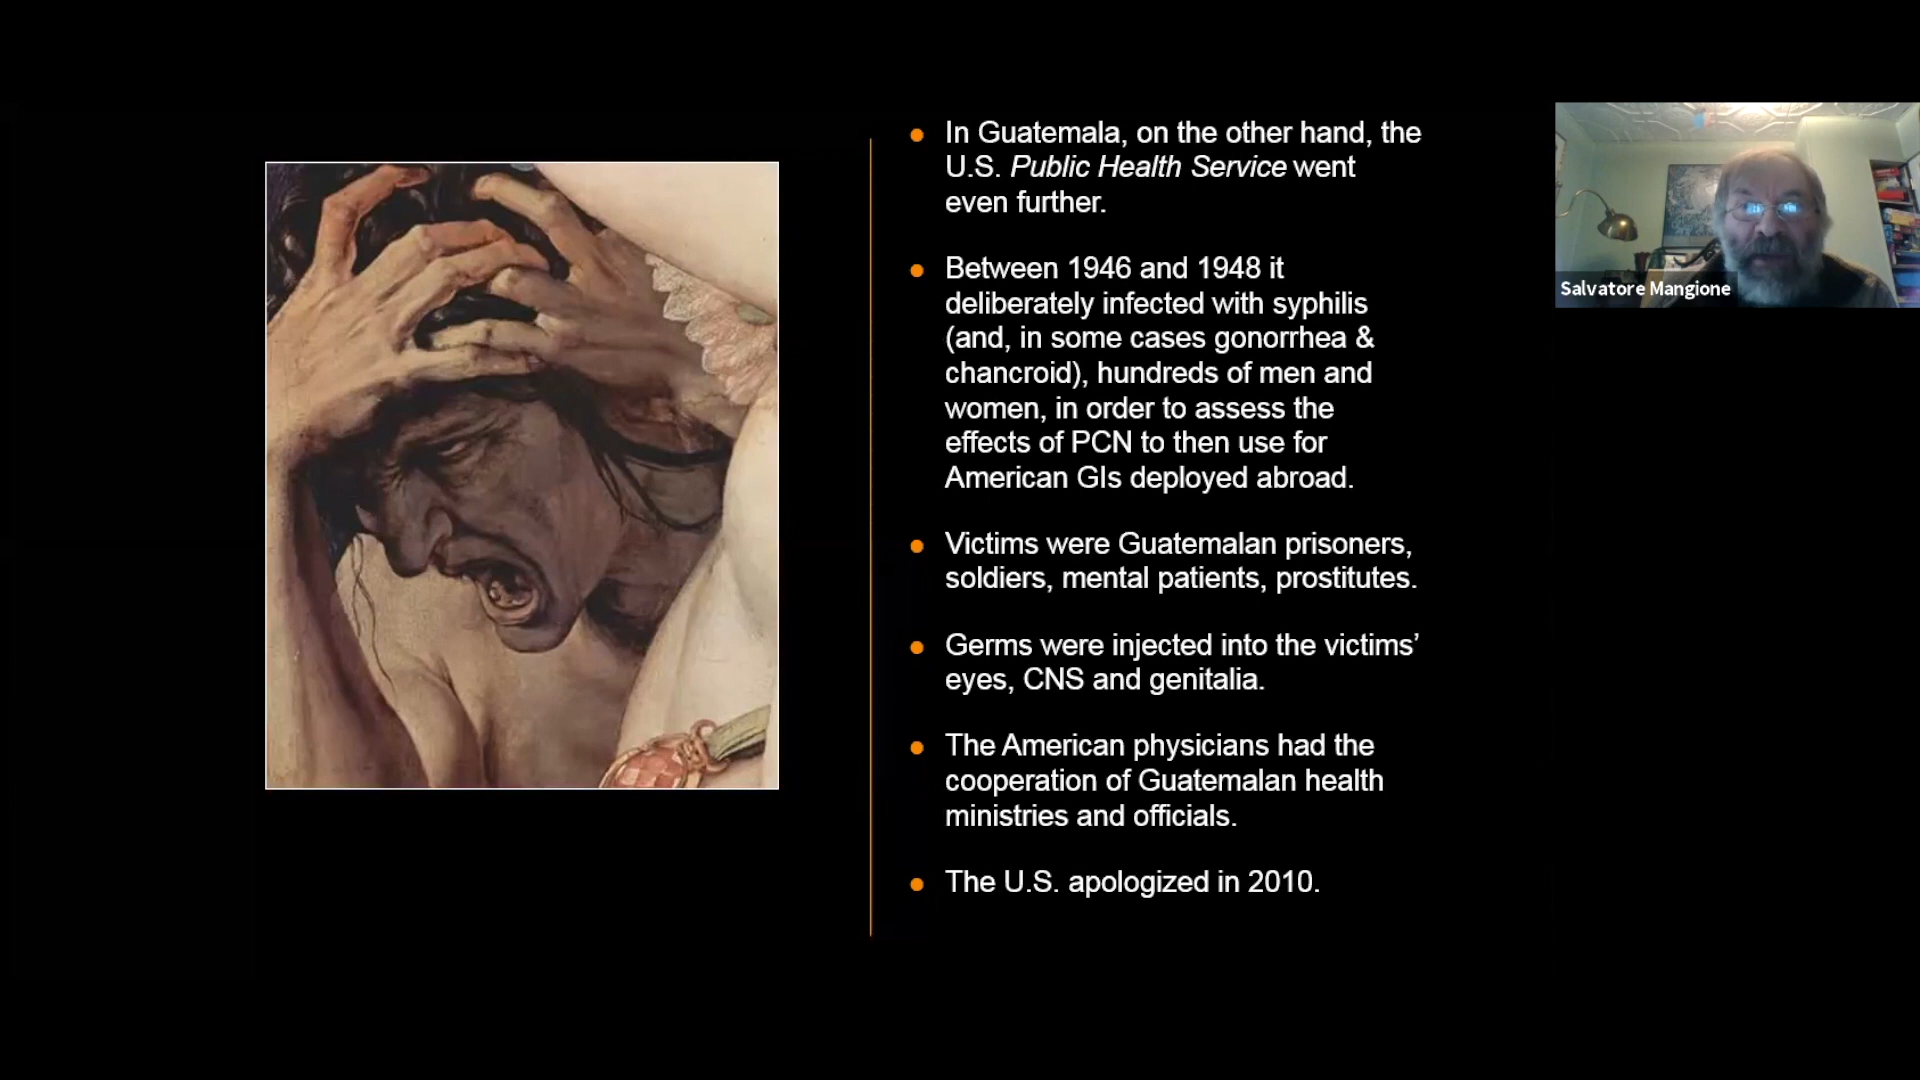 In Guatemala, on the other hand, the
U.S. Public Health Service went
even further.
Between 1946 and 1948 it
deliberately infected with syphilis
(and, in some cases gonorrhea &
chancroid), hundreds of men and
women, in order to assess the
effects of PCN to then use for
American GIs deployed abroad.
Victims were Guatemalan prisoners,
soldiers, mental patients, prostitutes.
Germs were injected into the victims’
eyes, CNS and genitalia.
The American physicians had the
cooperation of Guatemalan health
ministries and officials.
The U.S. apologized in 2010.
Salvatore Mangione